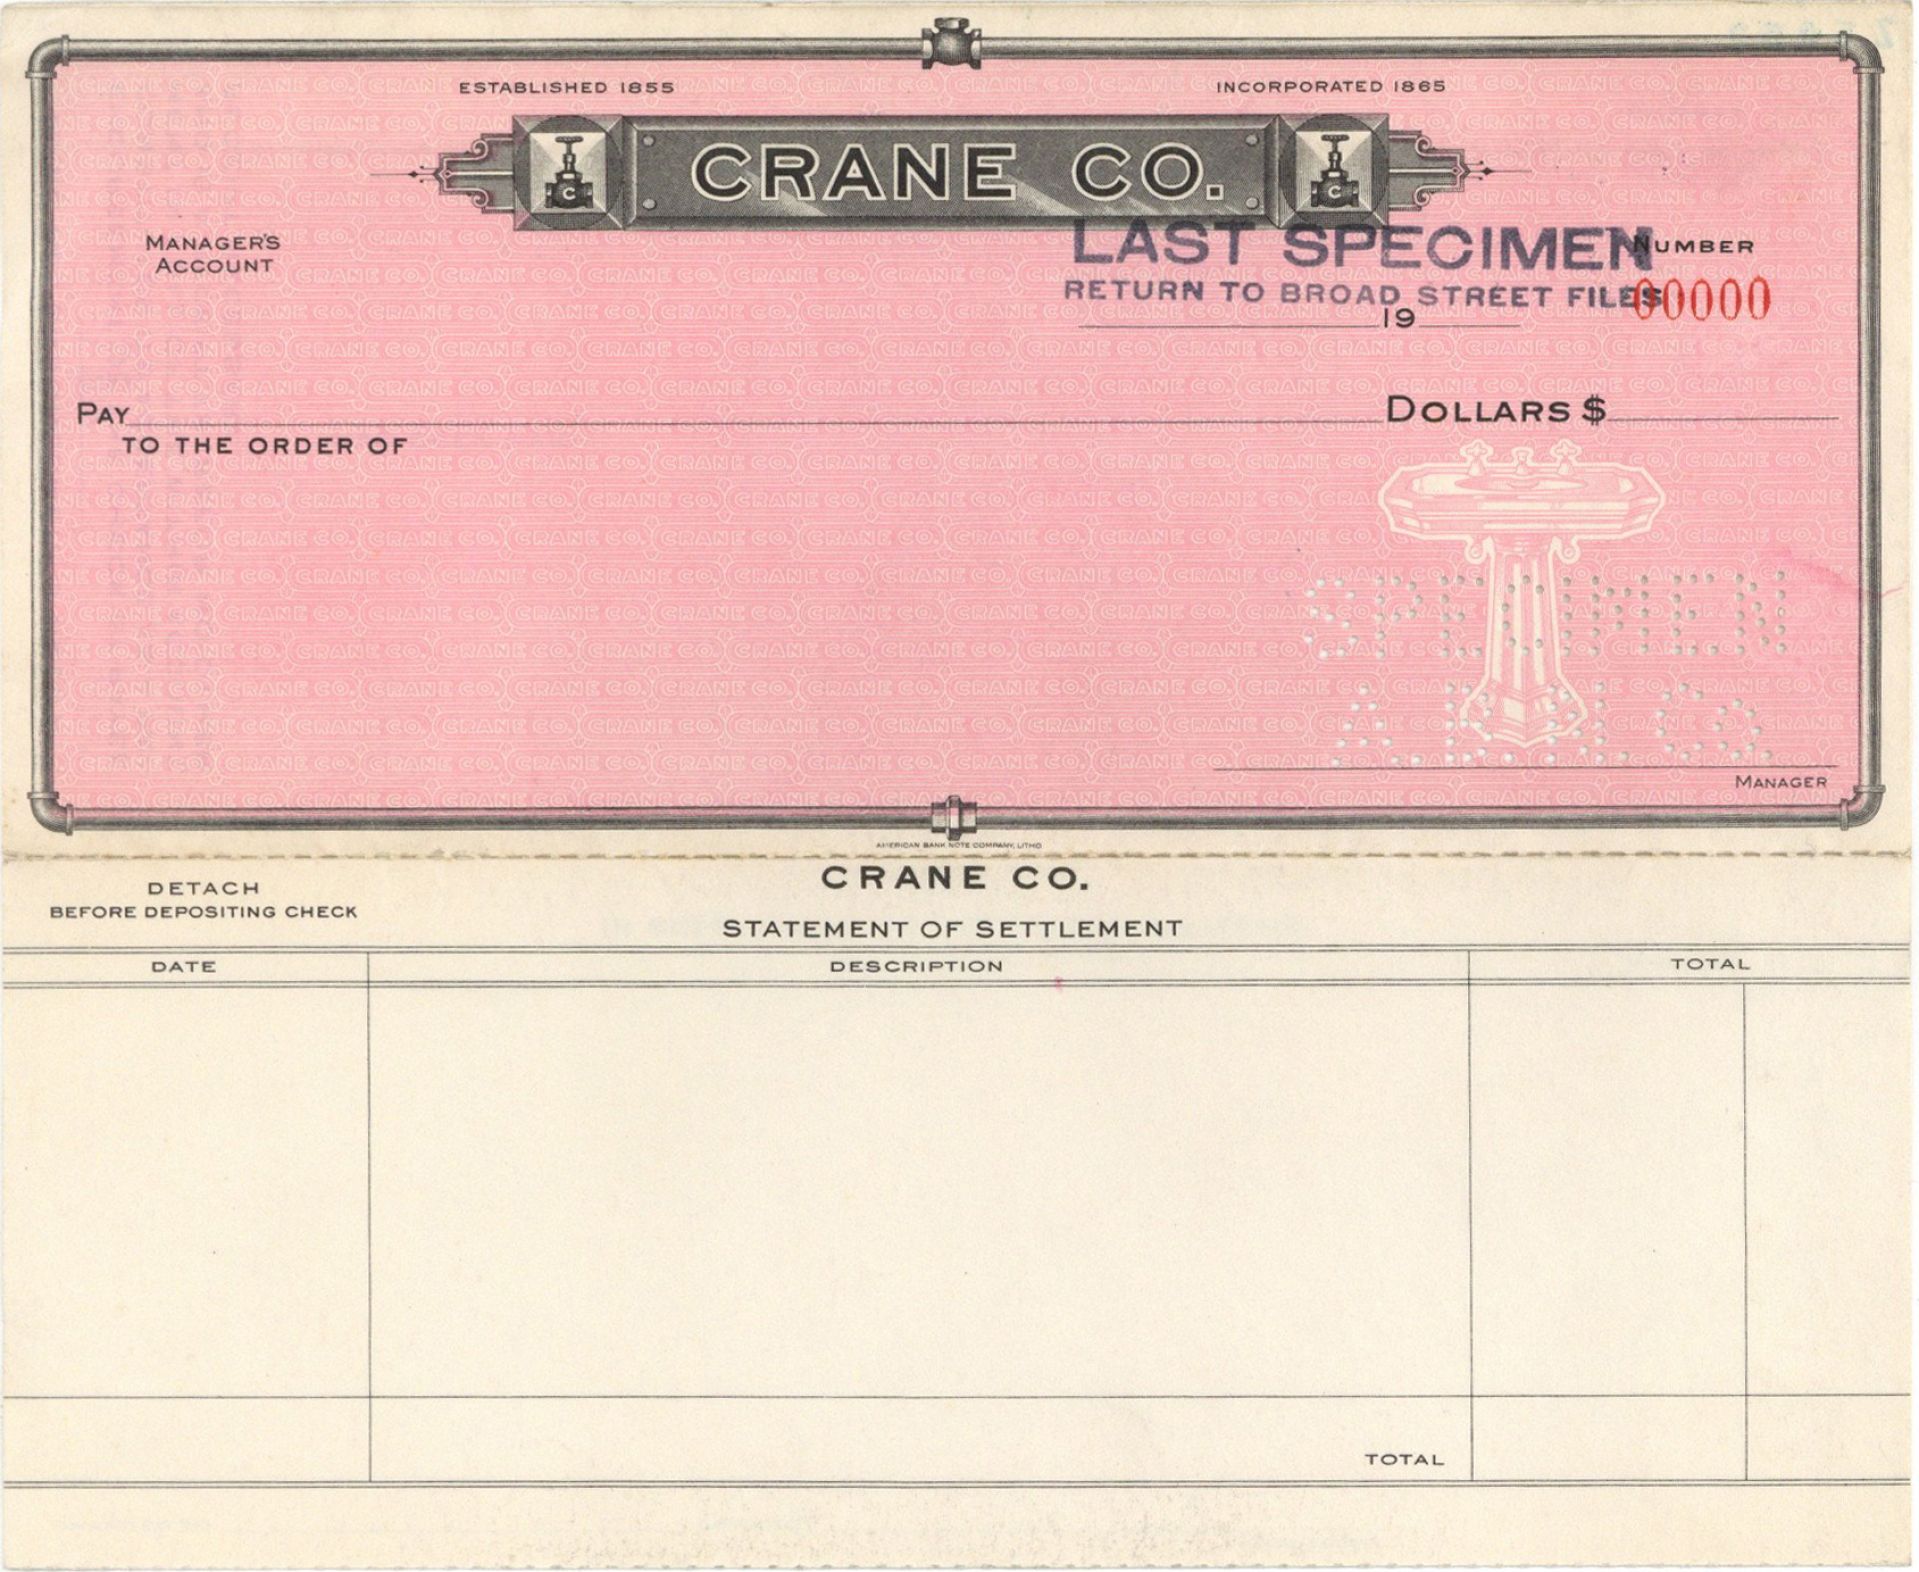 ESTABLISHED 1855 INCORPORATED 1865
CRANE CO.
C C
MANAGER'S
ACCOUNT
LAST SPECIMEN
NUMBER
RETURN TO BROAD STREET FILES
00000
19
PAY DOLLARS $
TO THE ORDER OF
SPECIMEN
A.B.N.Co.
MANAGER
AMERICAN BANK NOTE COMPANY, LITHO
DETACH
BEFORE DEPOSITING CHECK
CRANE CO.
STATEMENT OF SETTLEMENT
DATE DESCRIPTION TOTAL
TOTAL